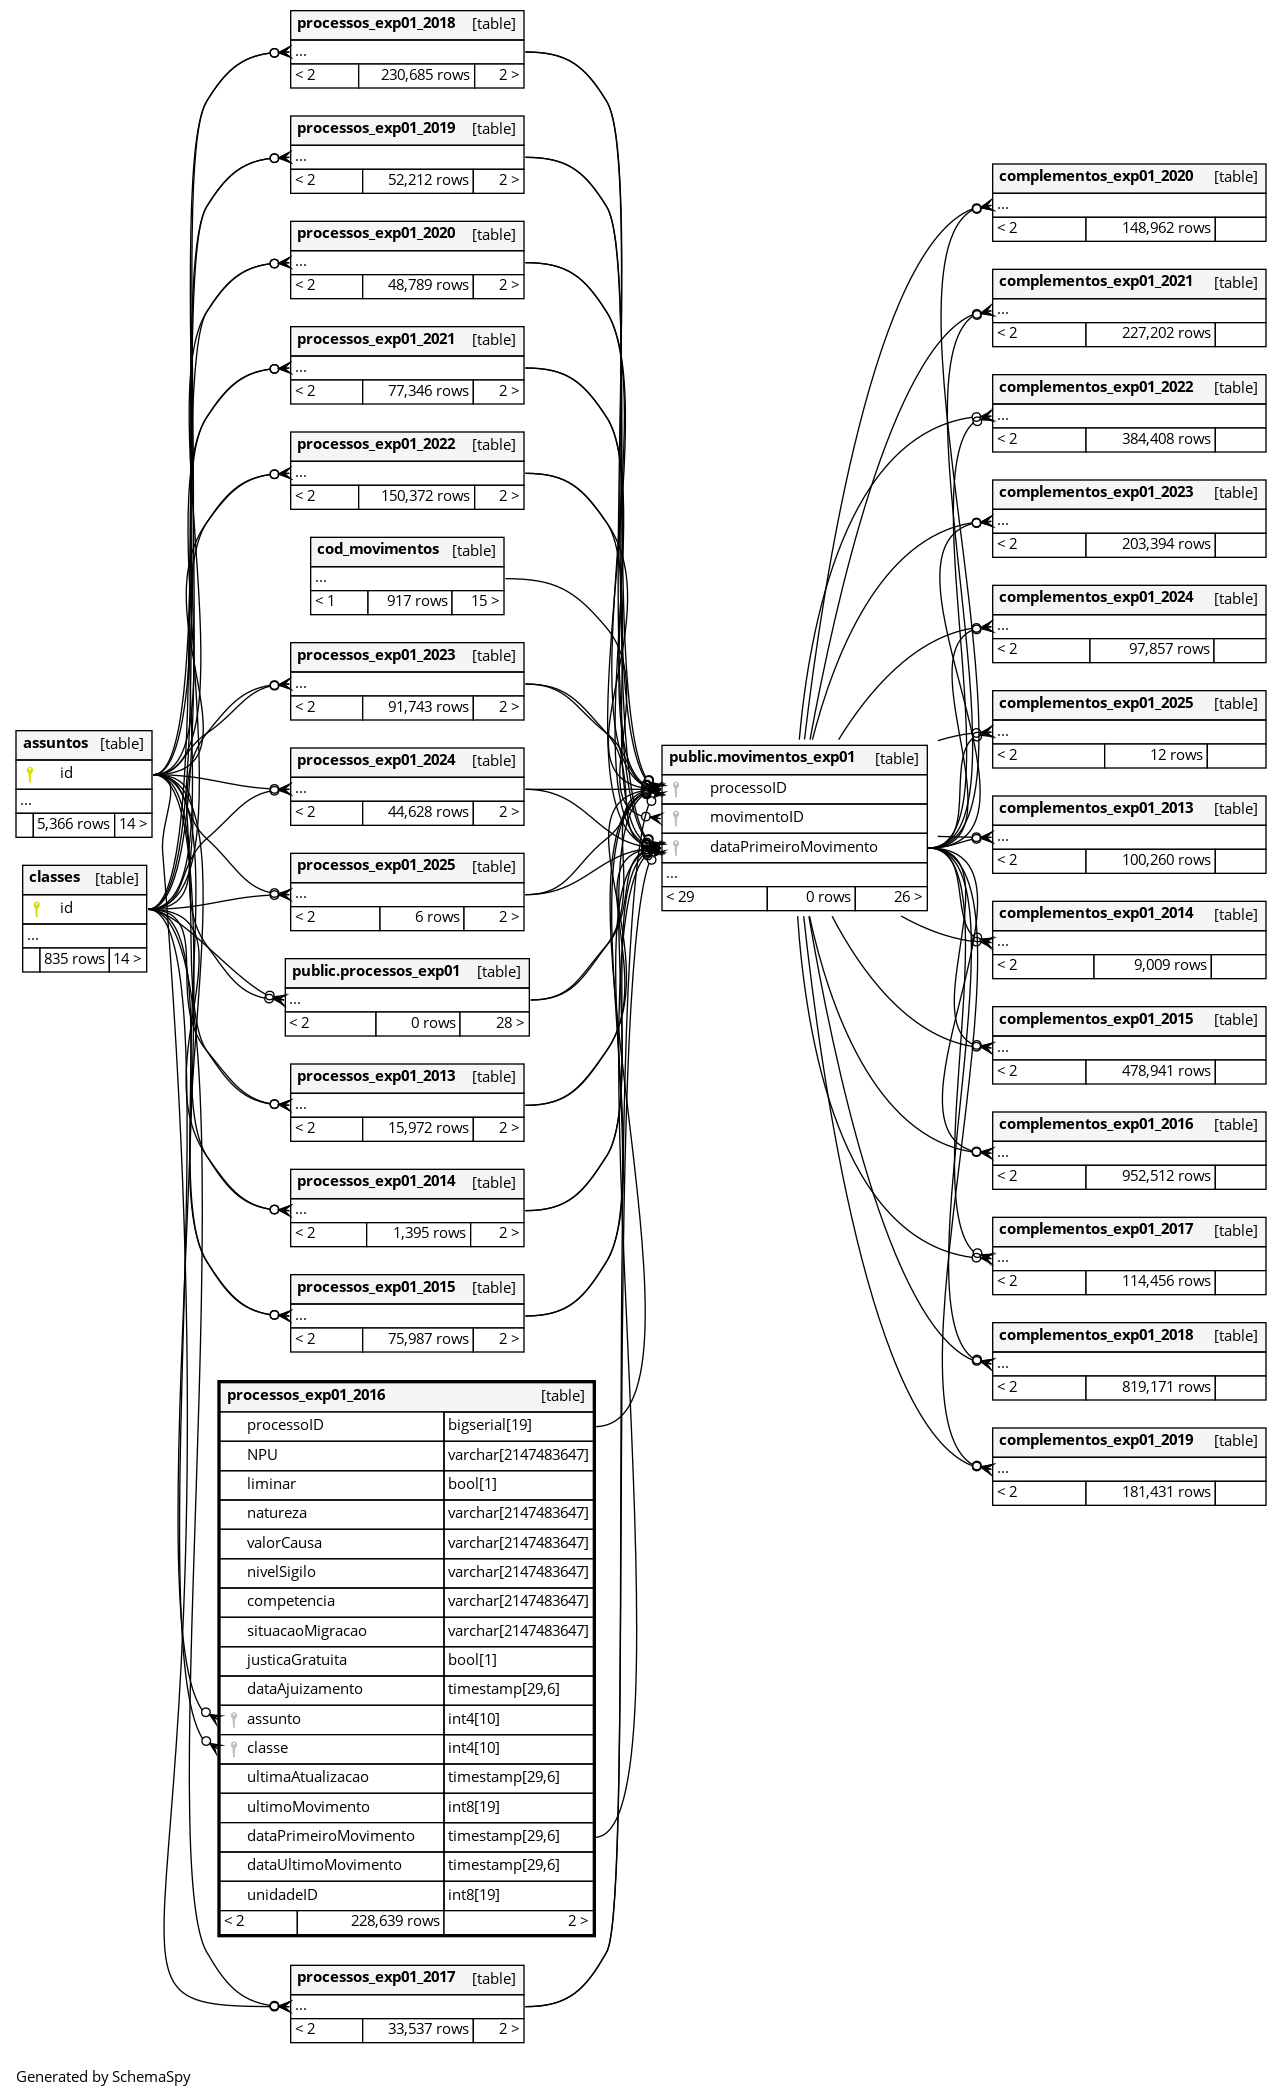 processos_exp01_2018 [table]
...
< 2 230,685 rows 2 >
processos_exp01_2019 [table]
...
< 2 52,212 rows 2 >
processos_exp01_2020 [table]
...
< 2 48,789 rows 2 >
processos_exp01_2021 [table]
...
< 2 77,346 rows 2 >
processos_exp01_2022 [table]
...
< 2 150,372 rows 2 >
cod_movimentos [table]
...
< 1 917 rows 15 >
processos_exp01_2023 [table]
...
< 2 91,743 rows 2 >
processos_exp01_2024 [table]
...
< 2 44,628 rows 2 >
processos_exp01_2025 [table]
...
< 2 6 rows 2 >
public.processos_exp01 [table]
...
< 2 0 rows 28 >
processos_exp01_2013 [table]
...
< 2 15,972 rows 2 >
processos_exp01_2014 [table]
...
< 2 1,395 rows 2 >
processos_exp01_2015 [table]
...
< 2 75,987 rows 2 >
processos_exp01_2016 [table]
processoID bigserial[19]
NPU varchar[2147483647]
liminar bool[1]
natureza varchar[2147483647]
valorCausa varchar[2147483647]
nivelSigilo varchar[2147483647]
competencia varchar[2147483647]
situacaoMigracao varchar[2147483647]
justicaGratuita bool[1]
dataAjuizamento timestamp[29,6]
assunto int4[10]
classe int4[10]
ultimaAtualizacao timestamp[29,6]
ultimoMovimento int8[19]
dataPrimeiroMovimento timestamp[29,6]
dataUltimoMovimento timestamp[29,6]
unidadeID int8[19]
< 2 228,639 rows 2 >
processos_exp01_2017 [table]
...
< 2 33,537 rows 2 >
assuntos [table]
id
...
5,366 rows 14 >
classes [table]
id
...
835 rows 14 >
public.movimentos_exp01 [table]
processoID
movimentoID
dataPrimeiroMovimento
...
< 29 0 rows 26 >
complementos_exp01_2020 [table]
...
< 2 148,962 rows
complementos_exp01_2021 [table]
...
< 2 227,202 rows
complementos_exp01_2022 [table]
...
< 2 384,408 rows
complementos_exp01_2023 [table]
...
< 2 203,394 rows
complementos_exp01_2024 [table]
...
< 2 97,857 rows
complementos_exp01_2025 [table]
...
< 2 12 rows
complementos_exp01_2013 [table]
...
< 2 100,260 rows
complementos_exp01_2014 [table]
...
< 2 9,009 rows
complementos_exp01_2015 [table]
...
< 2 478,941 rows
complementos_exp01_2016 [table]
...
< 2 952,512 rows
complementos_exp01_2017 [table]
...
< 2 114,456 rows
complementos_exp01_2018 [table]
...
< 2 819,171 rows
complementos_exp01_2019 [table]
...
< 2 181,431 rows
Generated by SchemaSpy